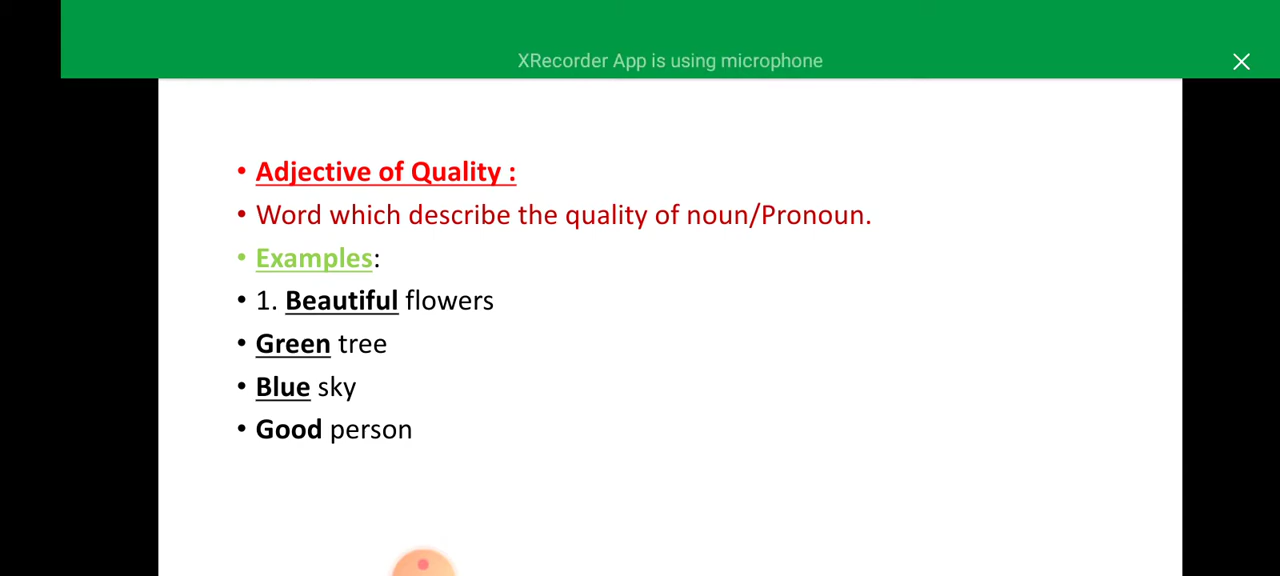 XRecorder App is using microphone
• Adjective of Quality :
• Word which describe the quality of noun/Pronoun.
• Examples:
• 1. Beautiful flowers
• Green tree
• Blue sky
• Good person